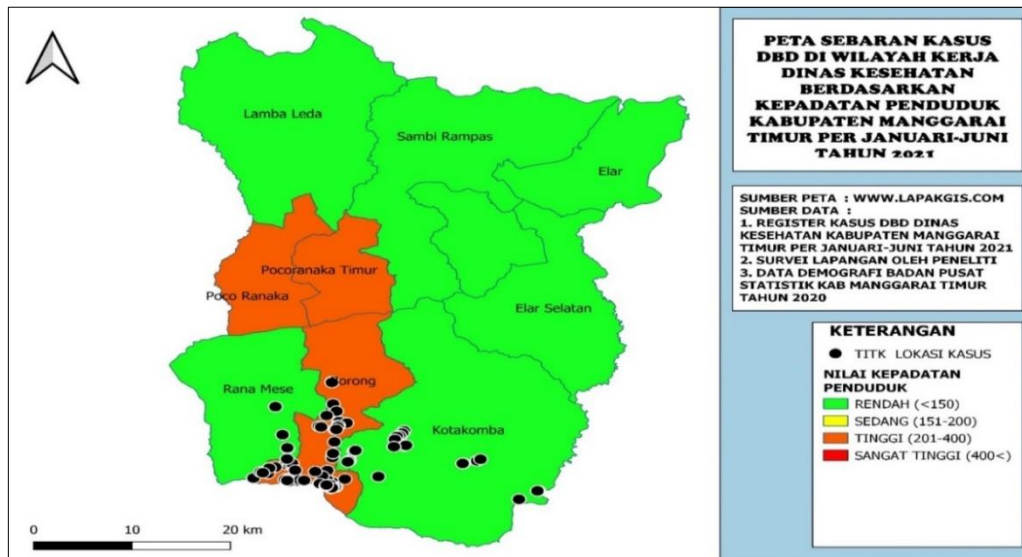 PETA SEBARAN KASUS
DBD DI WILAYAH KERJA
DINAS KESEHATAN
BERDASARKAN
KEPADATAN PENDUDUK
KABUPATEN MANGGARAI
TIMUR PER JANUARI-JUNI
TAHUN 2021
SUMBER PETA : WWW.LAPAKGIS.COM
SUMBER DATA :
1. REGISTER KASUS DBD DINAS
KESEHATAN KABUPATEN MANGGARAI
TIMUR PER JANUARI-JUNI TAHUN 2021
2. SURVEI LAPANGAN OLEH PENELITI
3. DATA DEMOGRAFI BADAN PUSAT
STATISTIK KAB MANGGARAI TIMUR
TAHUN 2020
KETERANGAN
TITK LOKASI KASUS
NILAI KEPADATAN
PENDUDUK
RENDAH (<150)
SEDANG (151-200)
TINGGI (201-400)
SANGAT TINGGI (400<)
Lamba Leda
Sambi Rampas
Elar
Pocoranaka Timur
Poco Ranaka
Elar Selatan
Rana Mese
Borong
Kotakomba
0 10 20 km